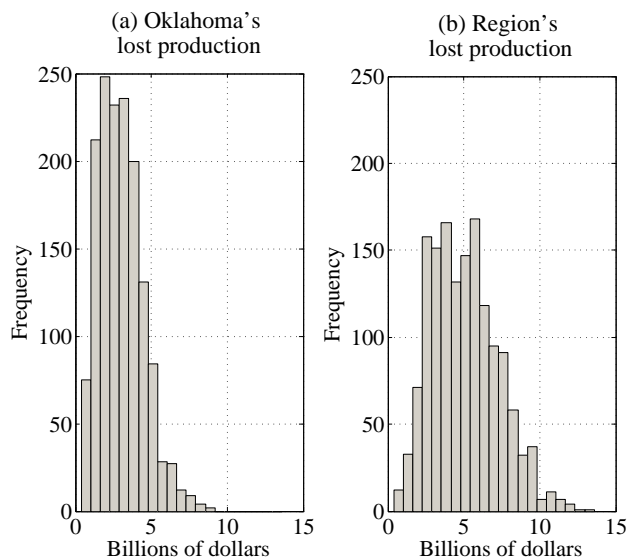 (a) Oklahoma's
lost production
250
200
150
100
50
0
Frequency
0 5 10 15
Billions of dollars
(b) Region's
lost production
250
200
150
100
50
0
Frequency
0 5 10 15
Billions of dollars